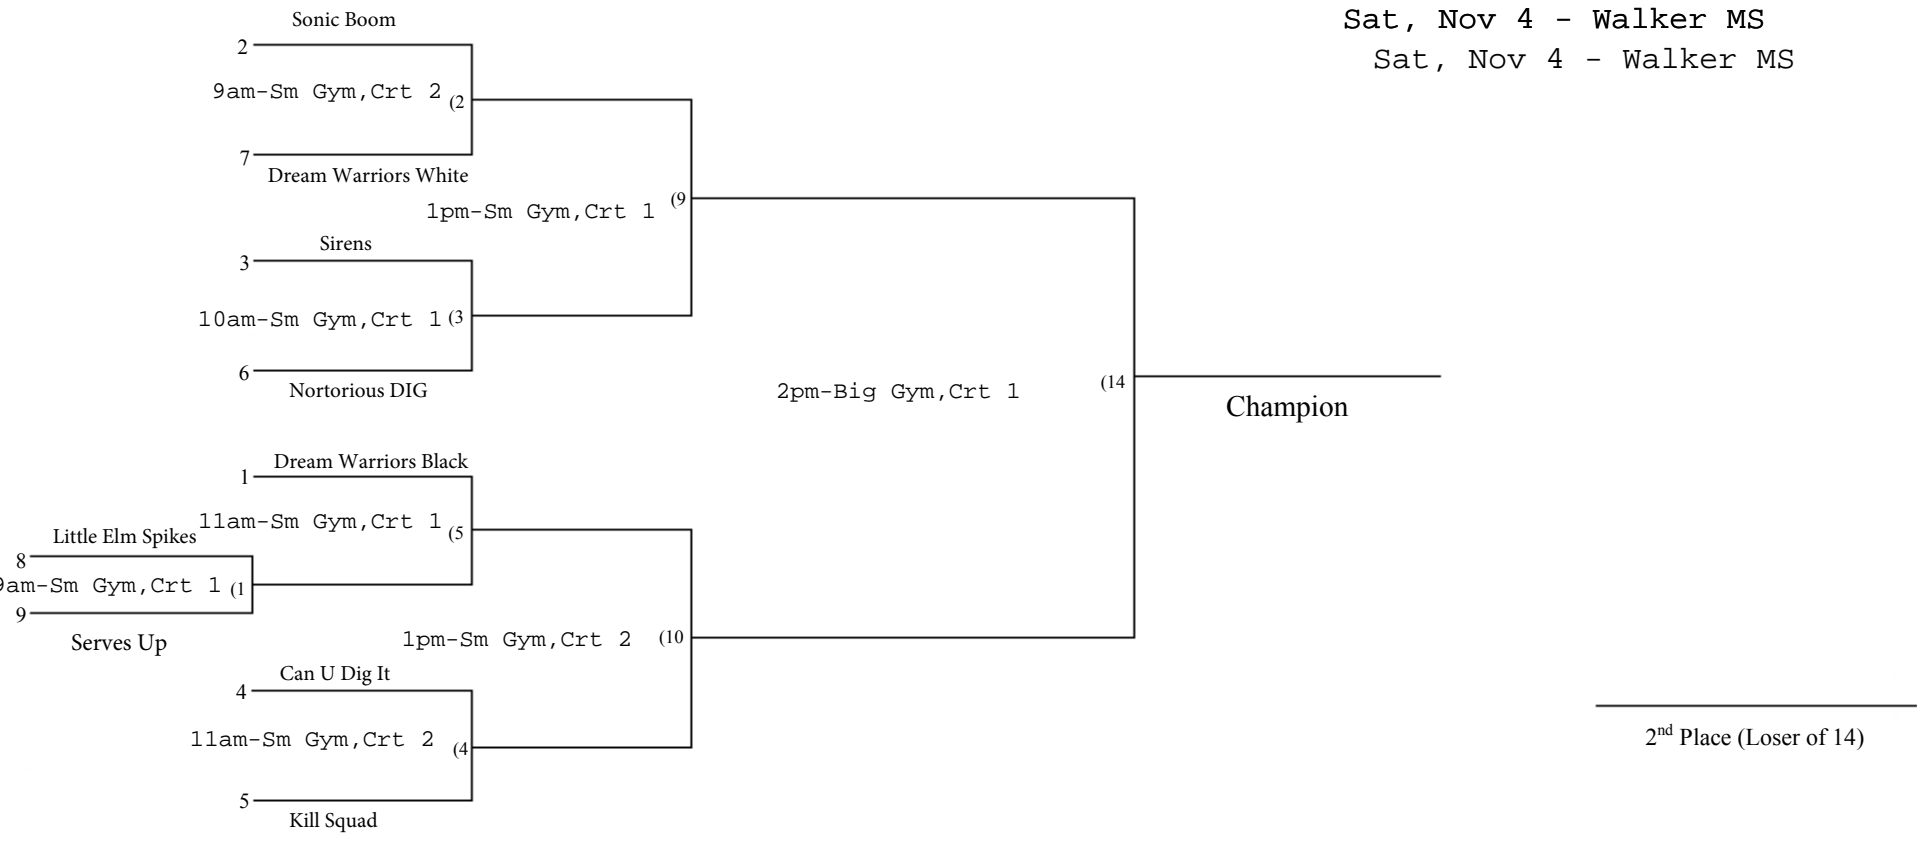 Sonic Boom
Sat, Nov 4 - Walker MS
Sat, Nov 4 - Walker MS
2
9am-Sm Gym,Crt 2 (2
7
Dream Warriors White
1pm-Sm Gym,Crt 1 (9
Sirens
3
10am-Sm Gym,Crt 1 (3
6
Nortorious DIG
2pm-Big Gym,Crt 1 (14
Champion
Dream Warriors Black
1
11am-Sm Gym,Crt 1 (5
Little Elm Spikes
8
9am-Sm Gym,Crt 1 (1
9
Serves Up
1pm-Sm Gym,Crt 2 (10
Can U Dig It
4
11am-Sm Gym,Crt 2 (4
2nd Place (Loser of 14)
5
Kill Squad